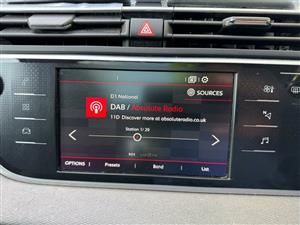 SOURCES
D1 National
DAB / Absolute Radio
11D Discover more at absoluteradio.co.uk
Station 1/ 29
OPTIONS
Presets
Band
List